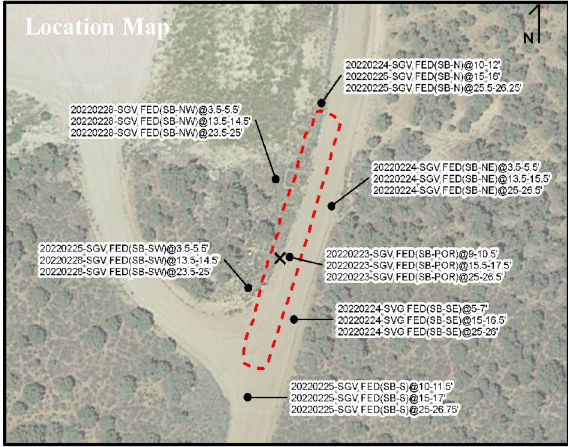 Location Map
N
20220224-SGV,FED(SB-N)@10-12'
20220225-SGV,FED(SB-N)@15-16'
20220225-SGV,FED(SB-N)@25.5-26.25'
20220228-SGV,FED(SB-NW)@3.5-5.5'
20220228-SGV,FED(SB-NW)@13.5-14.5'
20220228-SGV,FED(SB-NW)@23.5-25'
20220224-SGV,FED(SB-NE)@3.5-5.5'
20220224-SGV,FED(SB-NE)@13.5-15.5'
20220224-SGV,FED(SB-NE)@25-26.5'
20220225-SGV,FED(SB-SW)@3.5-5.5'
20220228-SGV,FED(SB-SW)@13.5-14.5'
20220228-SGV,FED(SB-SW)@23.5-25'
20220223-SGV,FED(SB-POR)@9-10.5'
20220223-SGV,FED(SB-POR)@15.5-17.5'
20220223-SGV,FED(SB-POR)@25-26.5'
20220224-SVG FED(SB-SE)@5-7'
20220224-SVG FED(SB-SE)@15-16.5'
20220224-SVG FED(SB-SE)@25-26'
20220225-SGV,FED(SB-S)@10-11.5'
20220225-SGV,FED(SB-S)@15-17'
20220225-SGV,FED(SB-S)@25-26.75'